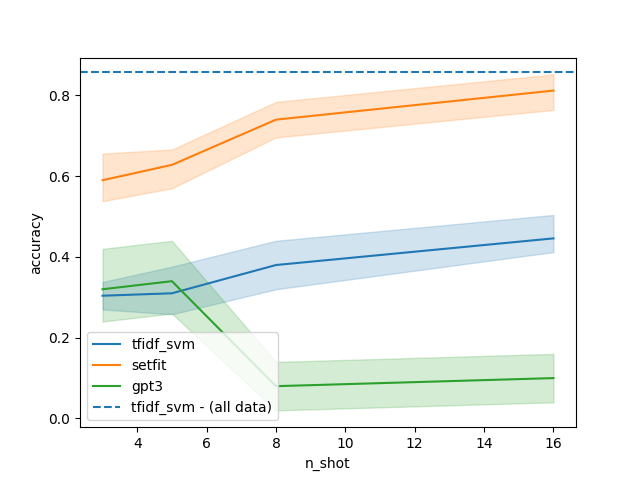 0.8
0.6
0.4
0.2
0.0
accuracy
tfidf_svm
setfit
gpt3
tfidf_svm - (all data)
4 6 8 10 12 14 16
n_shot